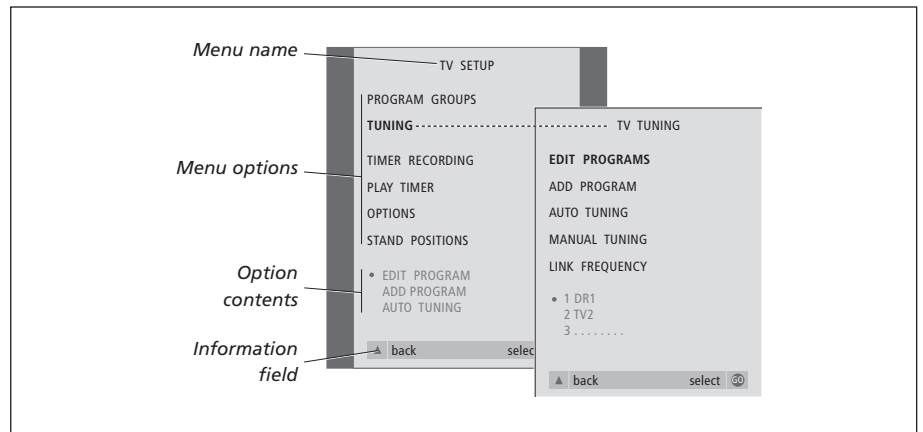 Menu name
TV SETUP
PROGRAM GROUPS
TUNING
TV TUNING
Menu options
TIMER RECORDING
PLAY TIMER
OPTIONS
STAND POSITIONS
EDIT PROGRAMS
ADD PROGRAM
AUTO TUNING
MANUAL TUNING
LINK FREQUENCY
Option
contents
• EDIT PROGRAM
ADD PROGRAM
AUTO TUNING
• 1 DR1
2 TV2
3 . . . . . . . .
Information
field
▲ back selec
▲ back select GO